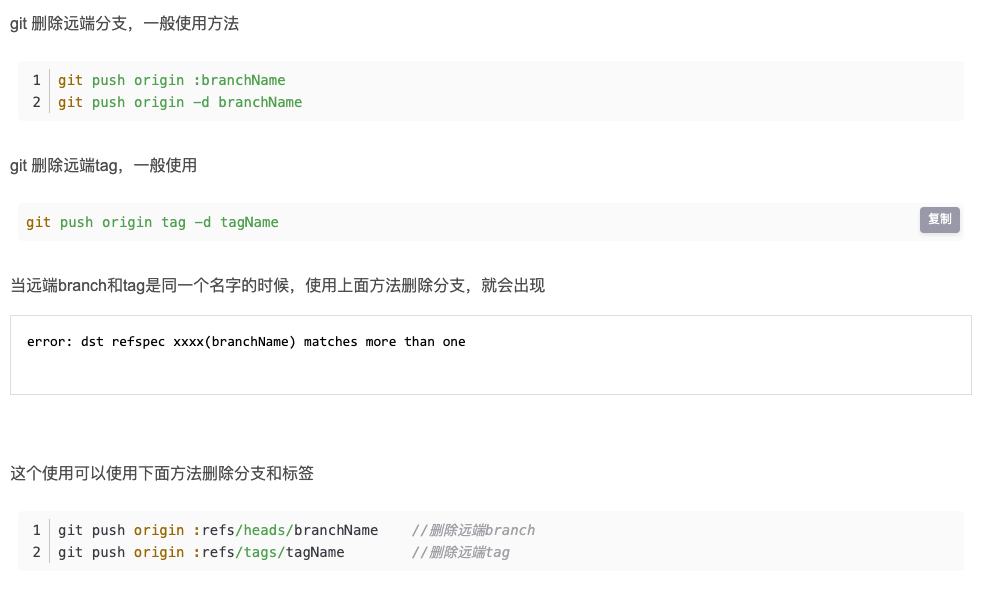 git 删除远端分支，一般使用方法
1 git push origin :branchName
2 git push origin -d branchName
git 删除远端tag，一般使用
git push origin tag -d tagName
复制
当远端branch和tag是同一个名字的时候，使用上面方法删除分支，就会出现
error: dst refspec xxxx(branchName) matches more than one
这个使用可以使用下面方法删除分支和标签
1 git push origin :refs/heads/branchName    //删除远端branch
2 git push origin :refs/tags/tagName        //删除远端tag